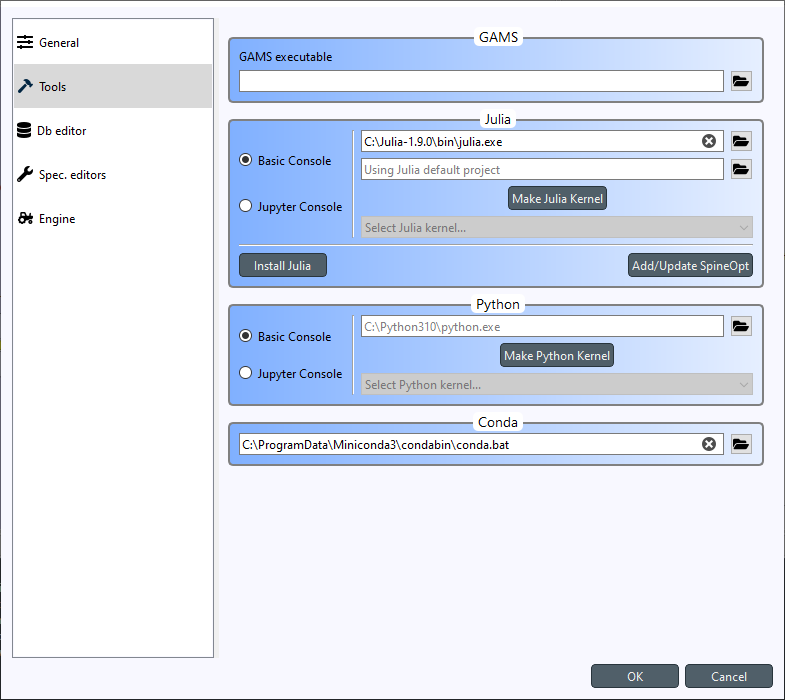 General
Tools
Db editor
Spec. editors
Engine
GAMS
GAMS executable
Julia
Basic Console
Jupyter Console
C:\Julia-1.9.0\bin\julia.exe
Using Julia default project
Make Julia Kernel
Select Julia kernel...
Install Julia
Add/Update SpineOpt
Python
Basic Console
Jupyter Console
C:\Python310\python.exe
Make Python Kernel
Select Python kernel...
Conda
C:\ProgramData\Miniconda3\condabin\conda.bat
OK
Cancel